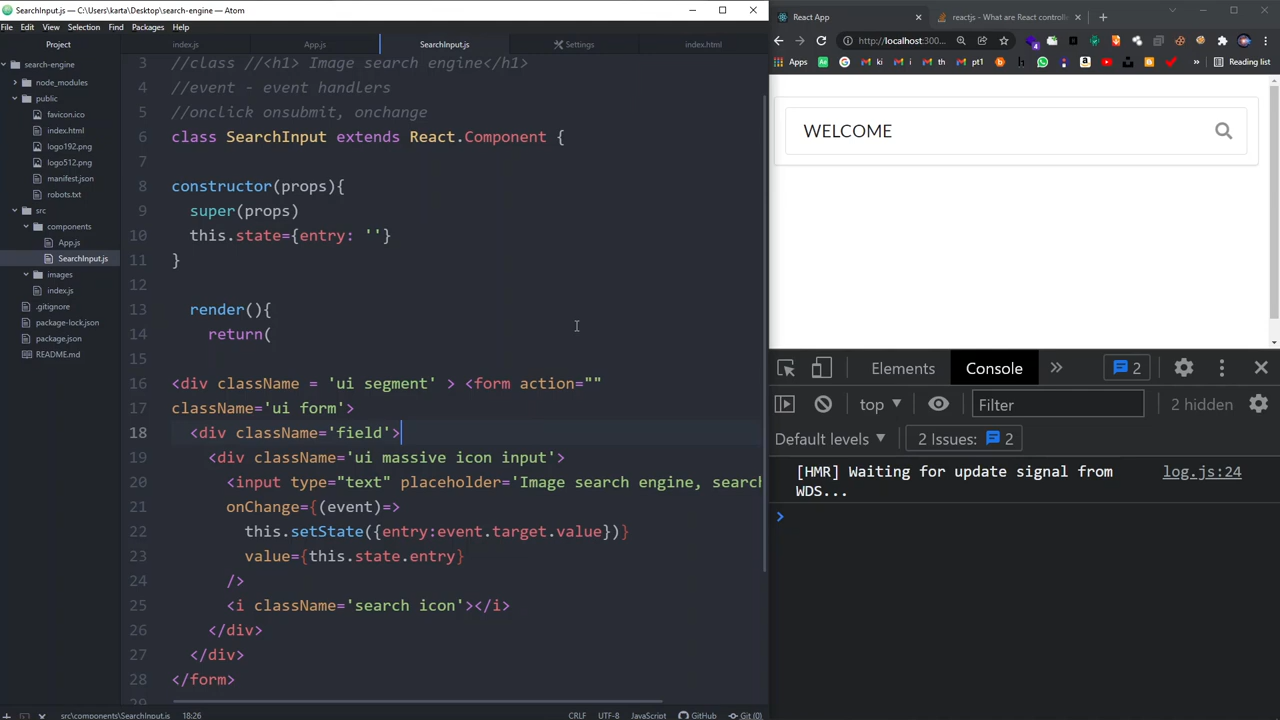 SearchInput.js — C:\Users\karta\Desktop\search-engine — Atom
File Edit View Selection Find Packages Help
Project
search-engine
node_modules
public
favicon.ico
index.html
logo192.png
logo512.png
manifest.json
robots.txt
src
components
App.js
SearchInput.js
images
index.js
.gitignore
package-lock.json
package.json
README.md
index.js App.js SearchInput.js Settings index.html
3 //class //<h1> Image search engine</h1>
4 //event - event handlers
5 //onclick onsubmit, onchange
6 class SearchInput extends React.Component {
7
8 constructor(props){
9 super(props)
10 this.state={entry: ''}
11 }
12
13 render(){
14 return(
15
16 <div className = 'ui segment' > <form action=""
17 className='ui form'>
18 <div className='field'>
19 <div className='ui massive icon input'>
20 <input type="text" placeholder='Image search engine, search
21 onChange={(event)=>
22 this.setState({entry:event.target.value})}
23 value={this.state.entry}
24 />
25 <i className='search icon'></i>
26 </div>
27 </div>
28 </form>
29
src\components\SearchInput.js 18:26 CRLF UTF-8 JavaScript GitHub Git (0)
React App reactjs - What are React controll
http://localhost:300...
Apps ki i th pt1 Reading list
WELCOME
Elements Console 2
top Filter 2 hidden
Default levels 2 Issues: 2
[HMR] Waiting for update signal from log.js:24
WDS...